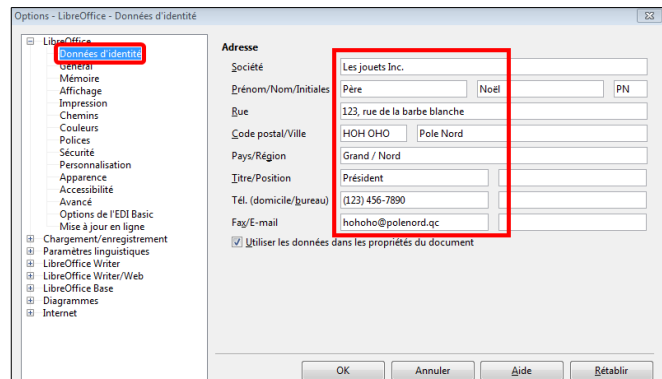 Options - LibreOffice - Données d'identité
LibreOffice
Données d'identité
Général
Mémoire
Affichage
Impression
Chemins
Couleurs
Polices
Sécurité
Personnalisation
Apparence
Accessibilité
Avancé
Options de l'EDI Basic
Mise à jour en ligne
Chargement/enregistrement
Paramètres linguistiques
LibreOffice Writer
LibreOffice Writer/Web
LibreOffice Base
Diagrammes
Internet
Adresse
Société Les jouets Inc.
Prénom/Nom/Initiales Père Noël PN
Rue 123, rue de la barbe blanche
Code postal/Ville HOH OHO Pole Nord
Pays/Région Grand / Nord
Titre/Position Président
Tél. (domicile/bureau) (123) 456-7890
Fax/E-mail hohoho@polenord.qc
Utiliser les données dans les propriétés du document
OK Annuler Aide Rétablir